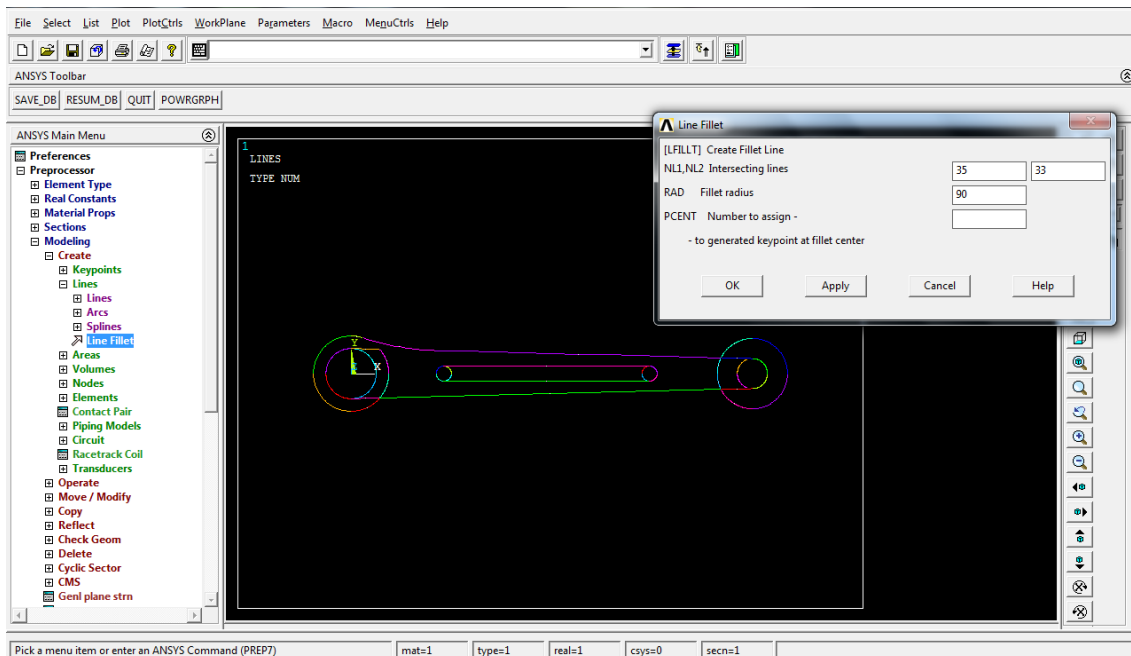 File Select List Plot PlotCtrls WorkPlane Parameters Macro MenuCtrls Help
ANSYS Toolbar
SAVE_DB RESUM_DB QUIT POWRGRPH
ANSYS Main Menu
Preferences
Preprocessor
Element Type
Real Constants
Material Props
Sections
Modeling
Create
Keypoints
Lines
Lines
Arcs
Splines
Line Fillet
Areas
Volumes
Nodes
Elements
Contact Pair
Piping Models
Circuit
Racetrack Coil
Transducers
Operate
Move / Modify
Copy
Reflect
Check Geom
Delete
Cyclic Sector
CMS
Genl plane strn
1
LINES
TYPE NUM
Y
X
Line Fillet
[LFILLT] Create Fillet Line
NL1,NL2 Intersecting lines 35 33
RAD Fillet radius 90
PCENT Number to assign -
- to generated keypoint at fillet center
OK Apply Cancel Help
Pick a menu item or enter an ANSYS Command (PREP7) mat=1 type=1 real=1 csys=0 secn=1